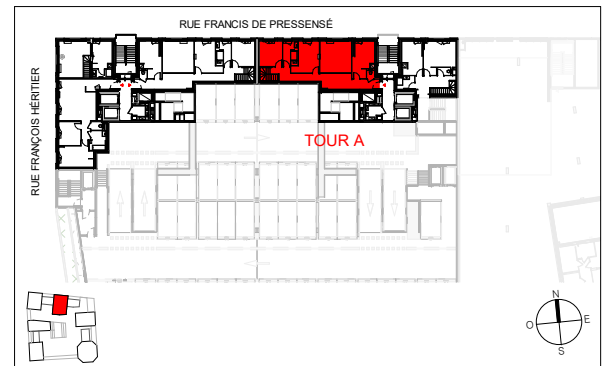 RUE FRANCIS DE PRESSENSÉ
RUE FRANÇOIS HÉRITIER
TOUR A
N
O
E
S